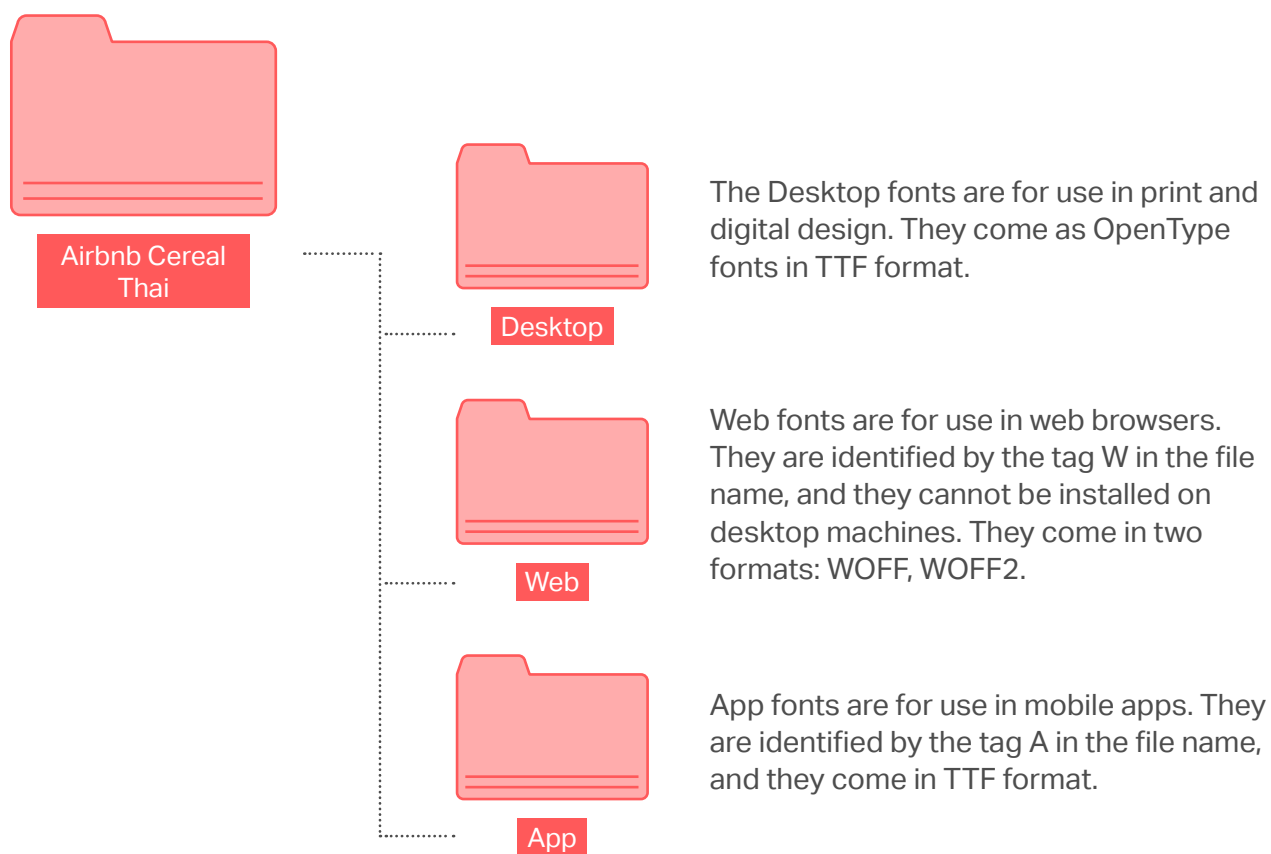 Airbnb Cereal
Thai
The Desktop fonts are for use in print and
digital design. They come as OpenType
fonts in TTF format.
Desktop
Web fonts are for use in web browsers.
They are identified by the tag W in the file
name, and they cannot be installed on
desktop machines. They come in two
formats: WOFF, WOFF2.
Web
App fonts are for use in mobile apps. They
are identified by the tag A in the file name,
and they come in TTF format.
App